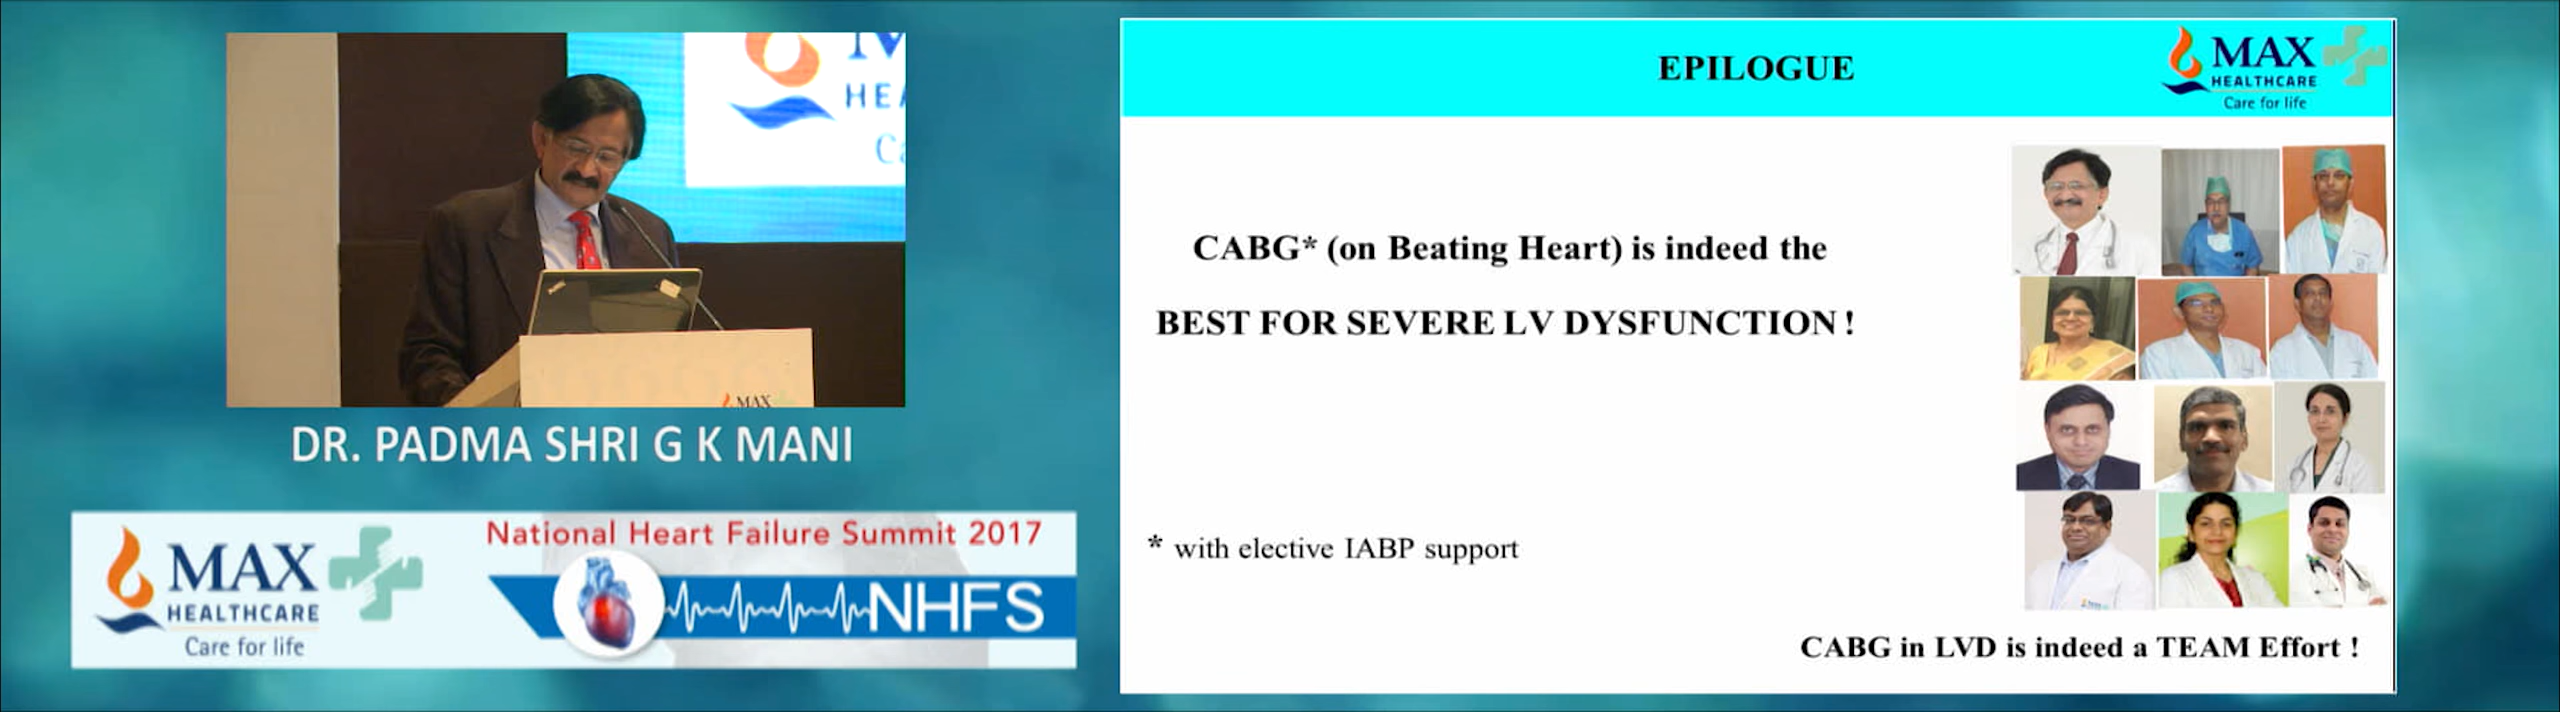 HEA
MAX
DR. PADMA SHRI G K MANI
MAX
HEALTHCARE
Care for life
National Heart Failure Summit 2017
NHFS
EPILOGUE
MAX
HEALTHCARE
Care for life
CABG* (on Beating Heart) is indeed the
BEST FOR SEVERE LV DYSFUNCTION !
* with elective IABP support
CABG in LVD is indeed a TEAM Effort !